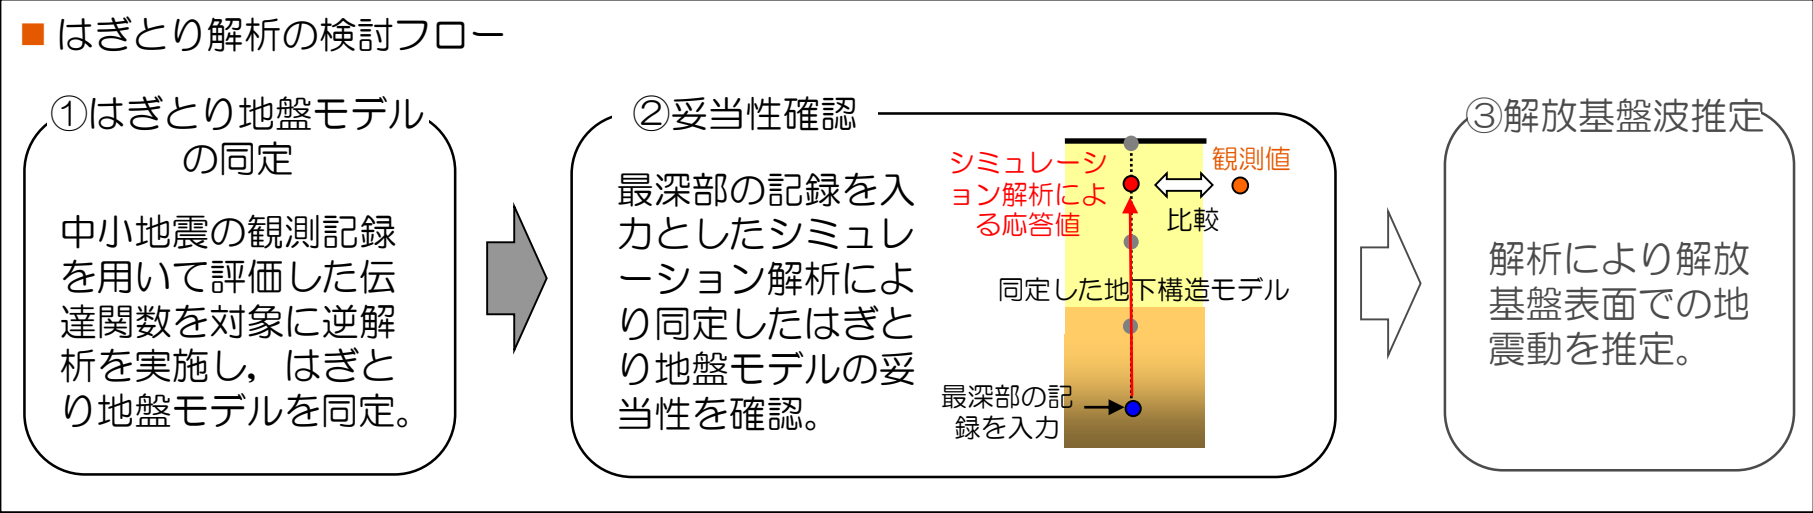 ■ はぎとり解析の検討フロー
①はぎとり地盤モデル
の同定
中小地震の観測記録
を用いて評価した伝
達関数を対象に逆解
析を実施し，はぎと
り地盤モデルを同定。
②妥当性確認
最深部の記録を入
力としたシミュレ
ーション解析によ
り同定したはぎと
り地盤モデルの妥
当性を確認。
シミュレーシ
ョン解析によ
る応答値
観測値
比較
同定した地下構造モデル
最深部の記
録を入力
③解放基盤波推定
解析により解放
基盤表面での地
震動を推定。